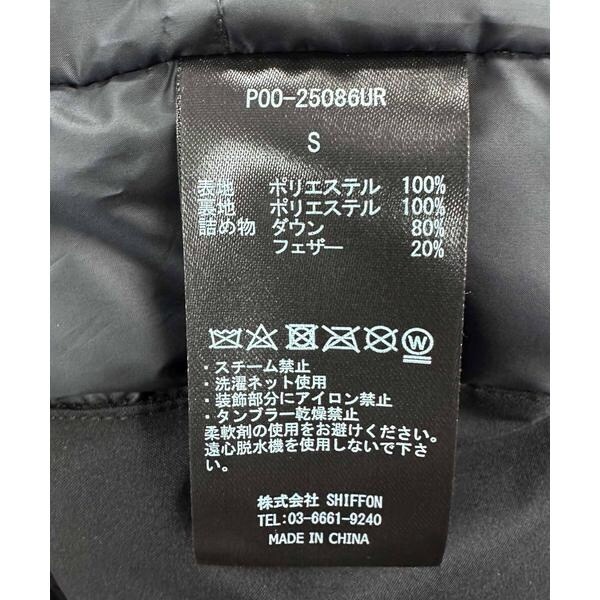 P00-25086UR
S
表地 ポリエステル 100%
裏地 ポリエステル 100%
詰め物 ダウン 80%
フェザー 20%
W
・スチーム禁止
・洗濯ネット使用
・装飾部分にアイロン禁止
・タンブラー乾燥禁止
柔軟剤の使用をお避けください。
遠心脱水機を使用しないで下さ
い。
株式会社 SHIFFON
TEL:03-6661-9240
MADE IN CHINA